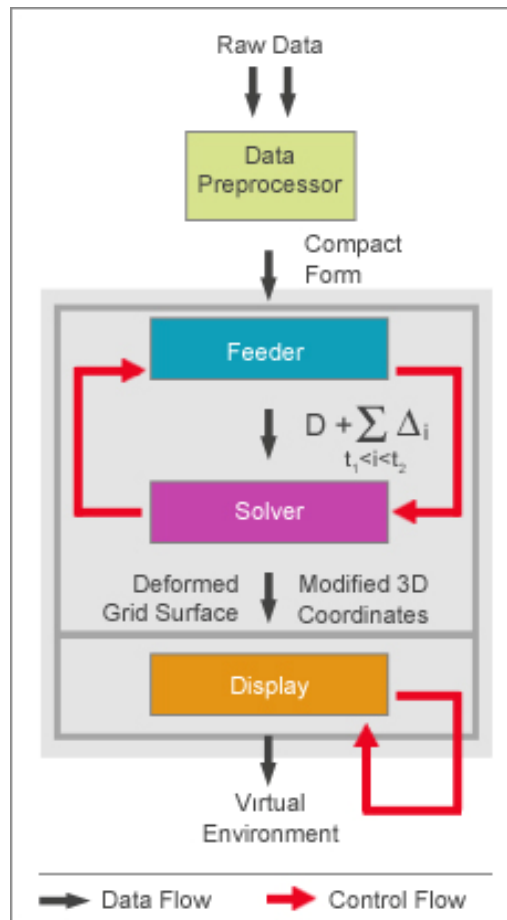 Raw Data
Data
Preprocessor
Compact
Form
Feeder
D + ∑ Δi
t1<i<t2
Solver
Deformed Modified 3D
Grid Surface Coordinates
Display
Virtual
Environment
Data Flow Control Flow